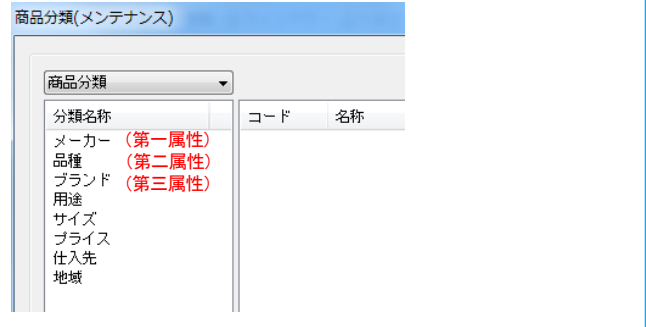 商品分類(メンテナンス)
商品分類
分類名称
コード 名称
メーカー (第一属性)
品種 (第二属性)
ブランド (第三属性)
用途
サイズ
プライス
仕入先
地域